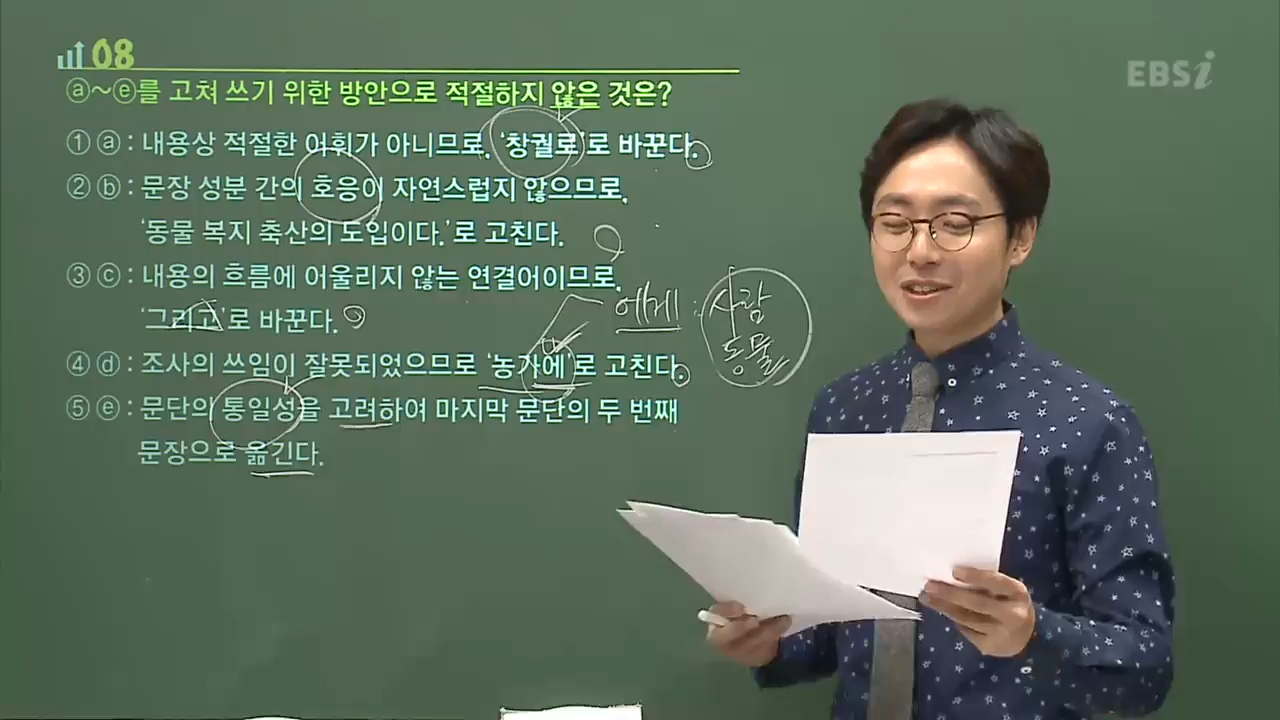 08
EBSi
ⓐ~ⓔ를 고쳐 쓰기 위한 방안으로 적절하지 않은 것은?
① ⓐ : 내용상 적절한 어휘가 아니므로, ‘창궐로’로 바꾼다.
② ⓑ : 문장 성분 간의 호응이 자연스럽지 않으므로,
‘동물 복지 축산의 도입이다.’로 고친다.
③ ⓒ : 내용의 흐름에 어울리지 않는 연결어이므로,
‘그리고’로 바꾼다.
에게 : 사람
동물
④ ⓓ : 조사의 쓰임이 잘못되었으므로 ‘농가에’로 고친다.
⑤ ⓔ : 문단의 통일성을 고려하여 마지막 문단의 두 번째
문장으로 옮긴다.